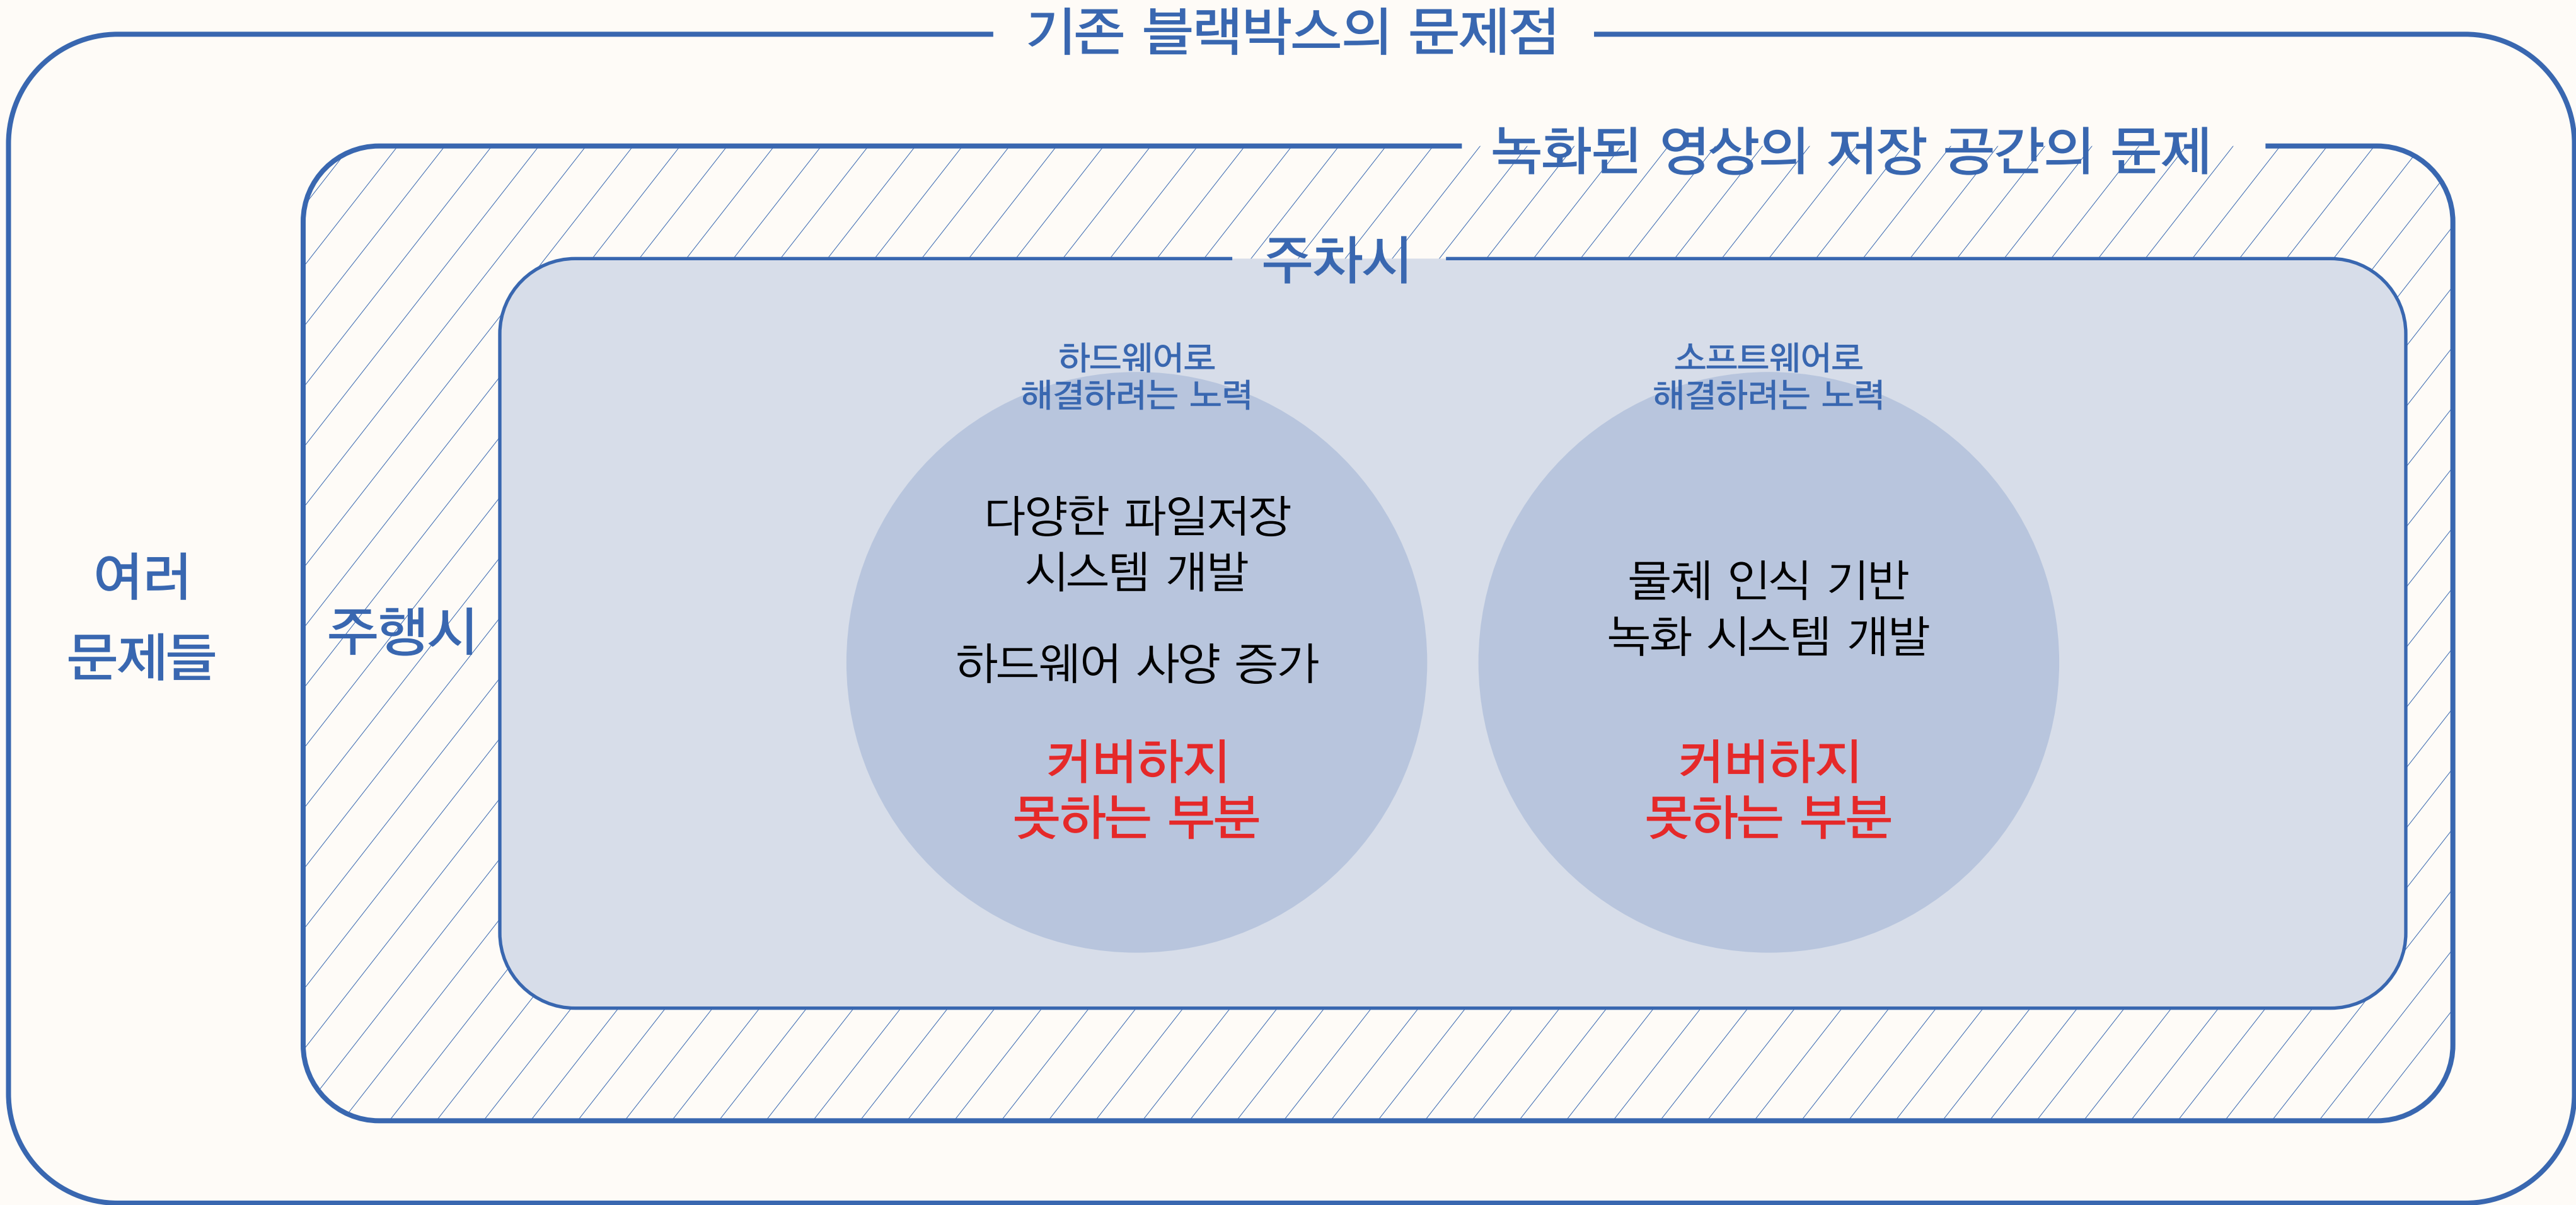 기존 블랙박스의 문제점
녹화된 영상의 저장 공간의 문제
주차시
하드웨어로
해결하려는 노력
다양한 파일저장
시스템 개발
하드웨어 사양 증가
커버하지
못하는 부분
소프트웨어로
해결하려는 노력
물체 인식 기반
녹화 시스템 개발
커버하지
못하는 부분
여러
문제들
주행시